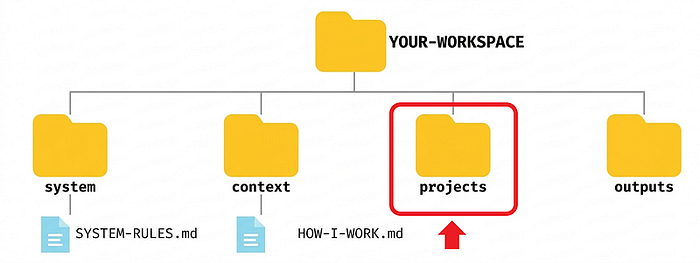 YOUR-WORKSPACE
system
context
projects
outputs
SYSTEM-RULES.md
HOW-I-WORK.md